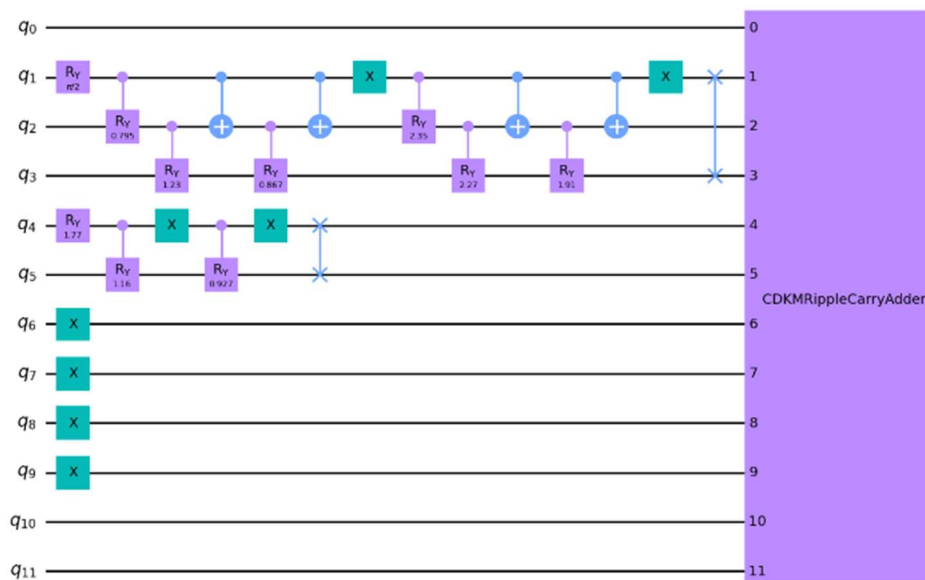 q0 0
q1 RY π/2 X X 1
q2 RY 0.795 RY 2.35 2
q3 RY 1.23 RY 0.867 RY 2.27 RY 1.91 3
q4 RY 1.77 X X 4
q5 RY 1.16 RY 0.927 5
CDKMRippleCarryAdder
q6 X 6
q7 X 7
q8 X 8
q9 X 9
q10 10
q11 11